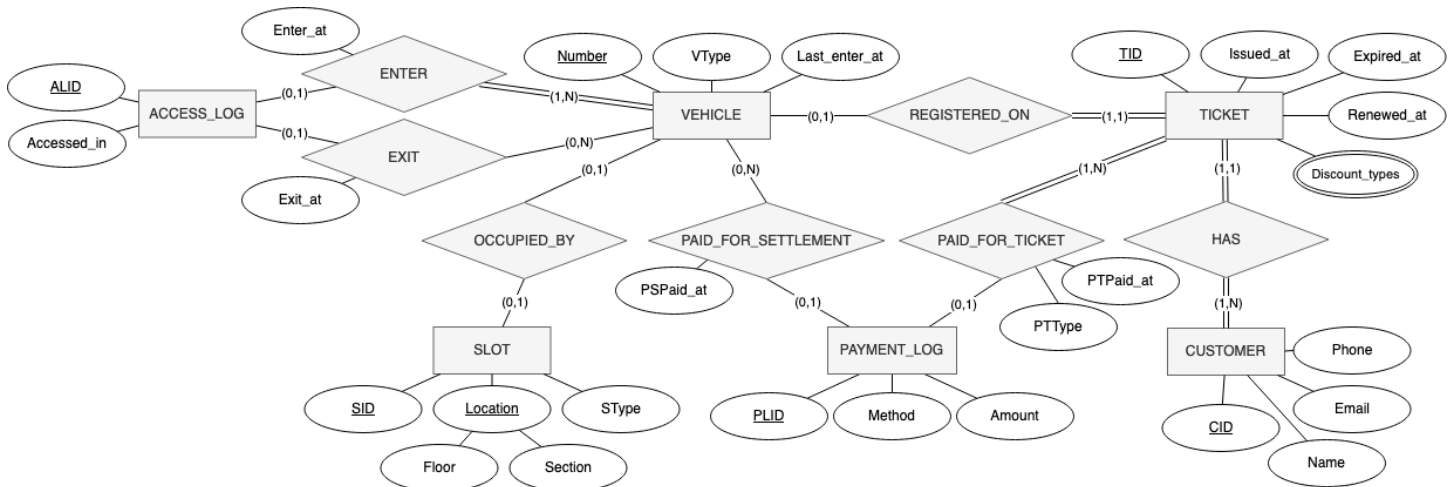 Enter_at
ENTER
ALID
Accessed_in
ACCESS_LOG
(0,1)
(0,1)
EXIT
Exit_at
(1,N)
(0,N)
Number
VType
Last_enter_at
VEHICLE
(0,1)
REGISTERED_ON
(1,1)
TID
Issued_at
Expired_at
TICKET
Renewed_at
Discount_types
(0,1)
(0,N)
(1,N)
(1,1)
OCCUPIED_BY
PAID_FOR_SETTLEMENT
PSPaid_at
PAID_FOR_TICKET
PTPaid_at
PTType
HAS
(0,1)
(0,1)
(0,1)
(1,N)
SLOT
SID
Location
SType
Floor
Section
PAYMENT_LOG
PLID
Method
Amount
CUSTOMER
Phone
Email
CID
Name